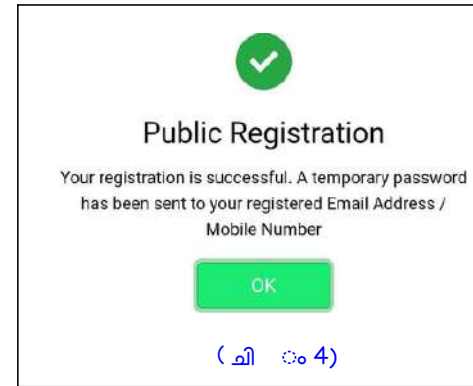 Public Registration
Your registration is successful. A temporary password
has been sent to your registered Email Address /
Mobile Number
OK
( ചി ം 4)